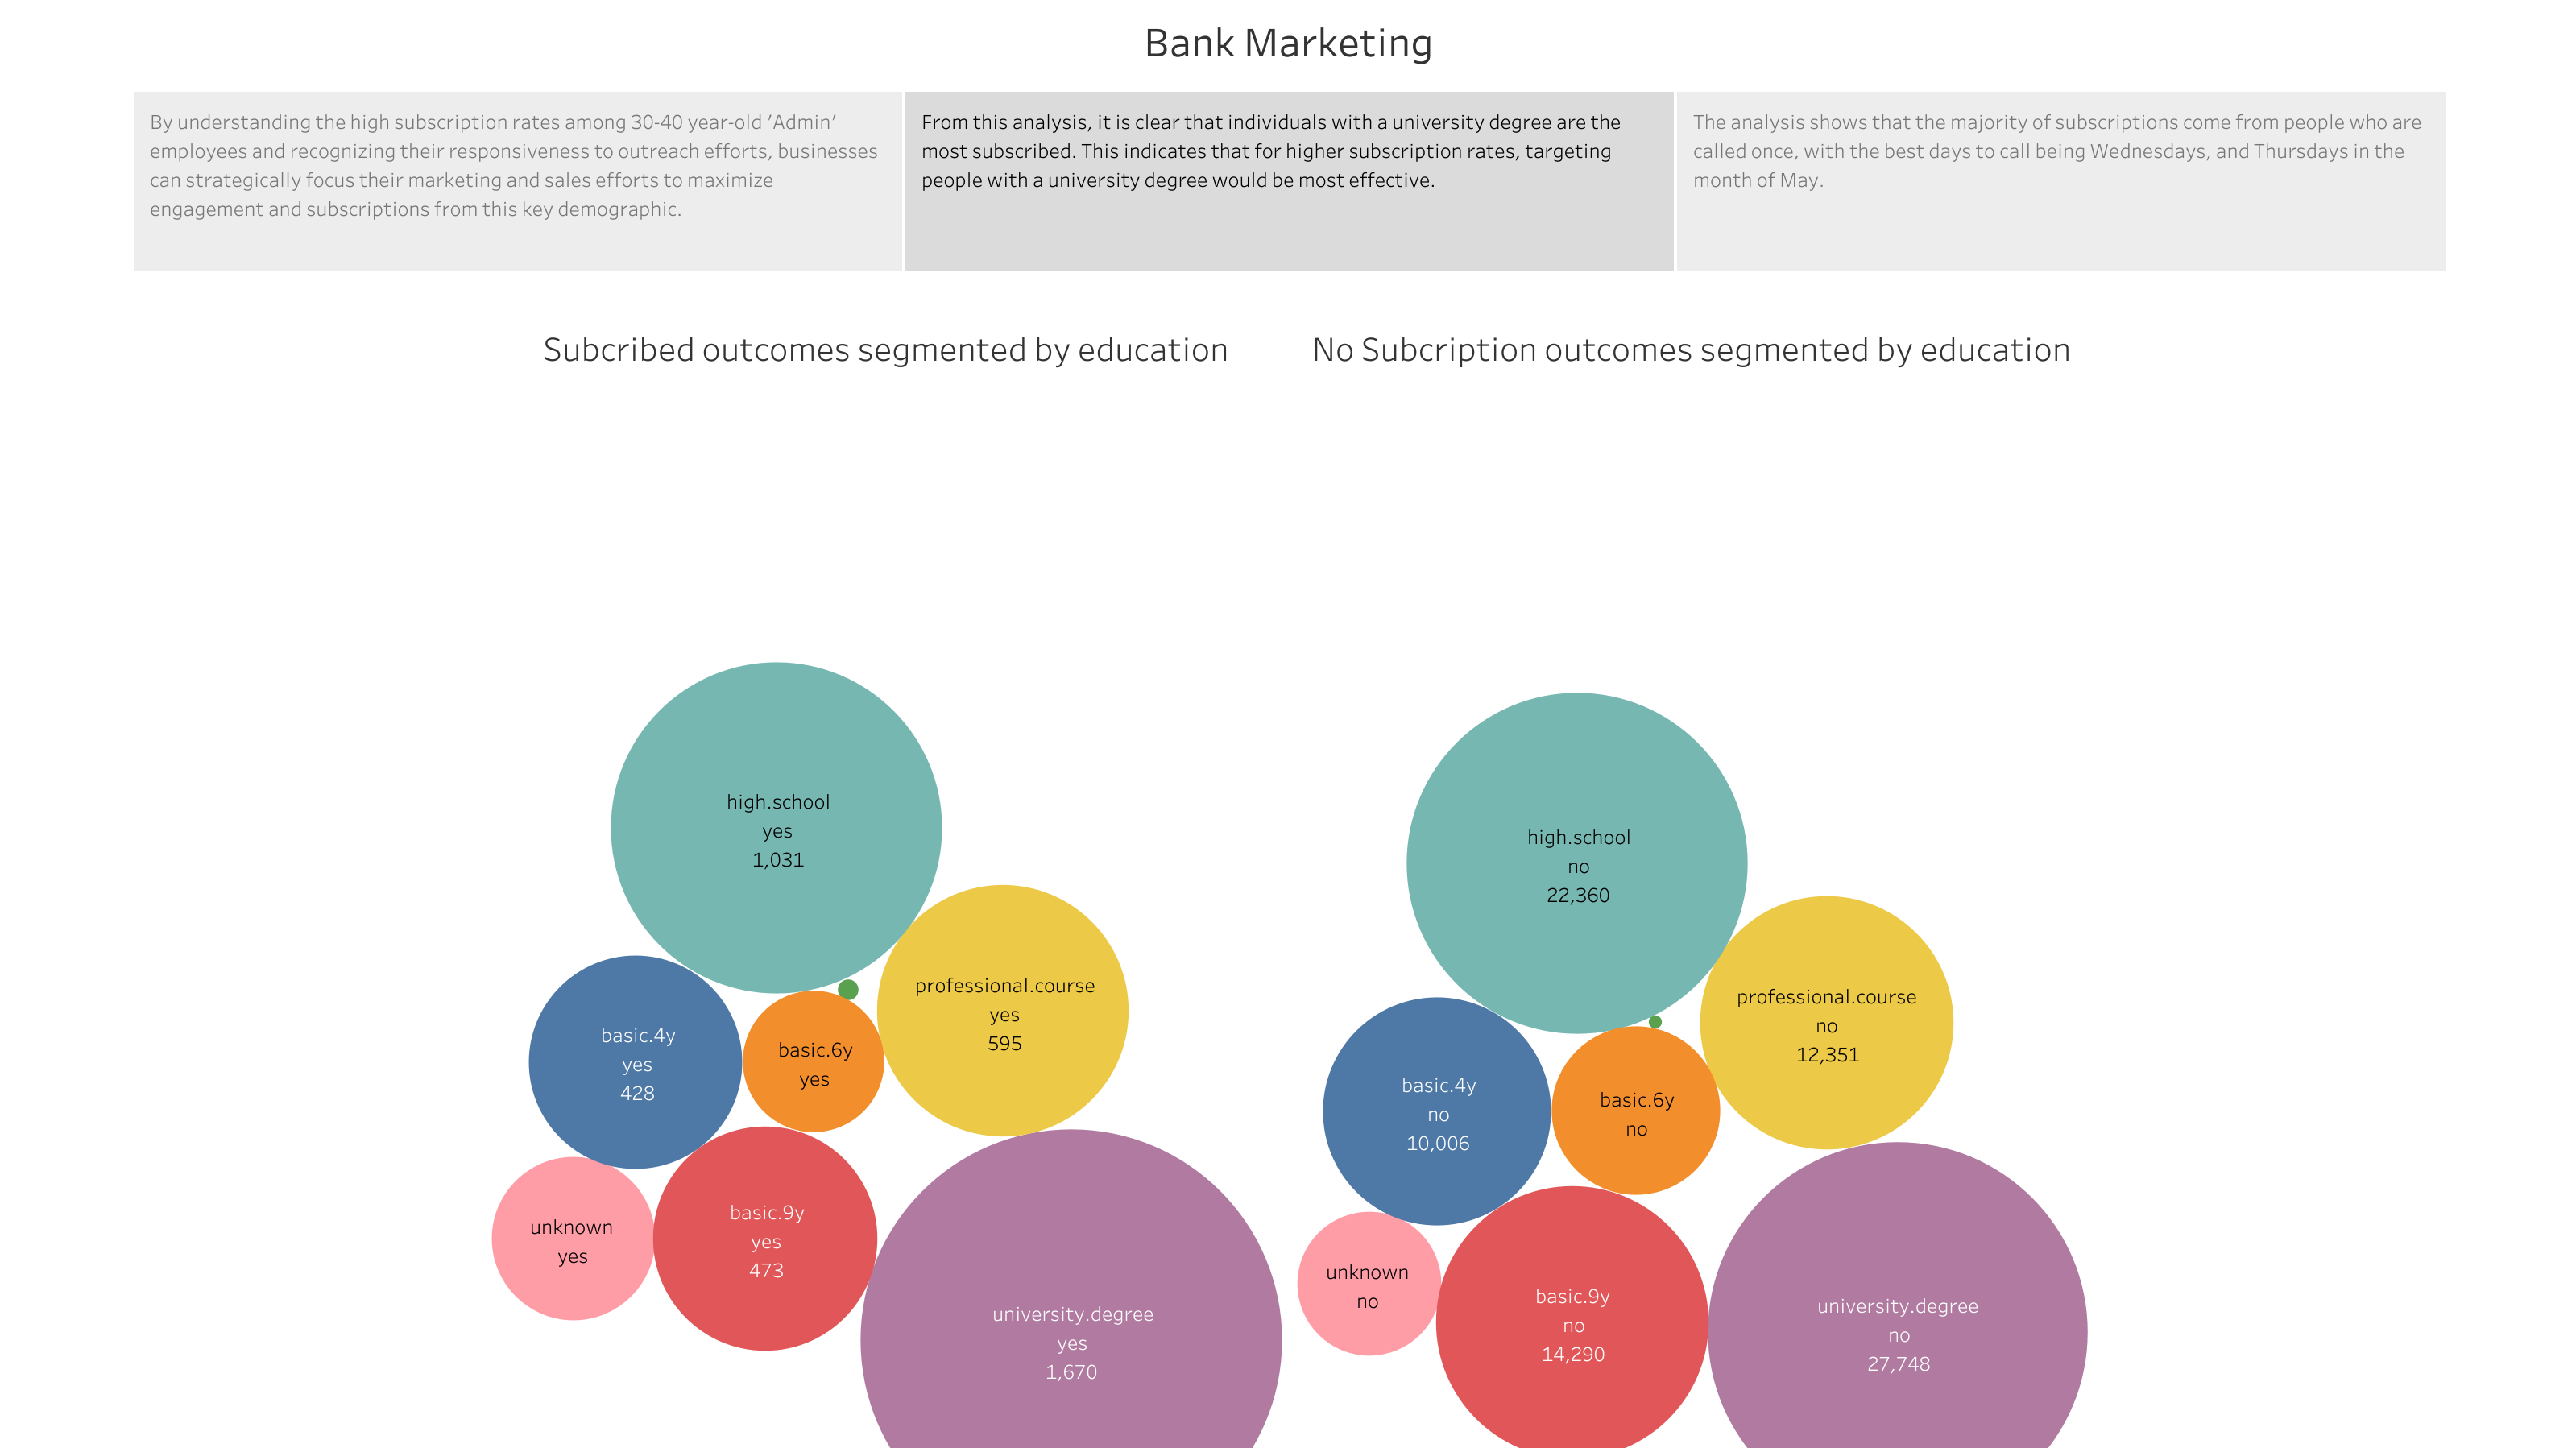 Bank Marketing
By understanding the high subscription rates among 30-40 year-old 'Admin'
employees and recognizing their responsiveness to outreach efforts, businesses
can strategically focus their marketing and sales efforts to maximize
engagement and subscriptions from this key demographic.
From this analysis, it is clear that individuals with a university degree are the
most subscribed. This indicates that for higher subscription rates, targeting
people with a university degree would be most effective.
The analysis shows that the majority of subscriptions come from people who are
called once, with the best days to call being Wednesdays, and Thursdays in the
month of May.
Subcribed outcomes segmented by education
high.school
yes
1,031
professional.course
yes
595
basic.4y
yes
428
basic.6y
yes
unknown
yes
basic.9y
yes
473
university.degree
yes
1,670
No Subcription outcomes segmented by education
high.school
no
22,360
professional.course
no
12,351
basic.4y
no
10,006
basic.6y
no
unknown
no
basic.9y
no
14,290
university.degree
no
27,748